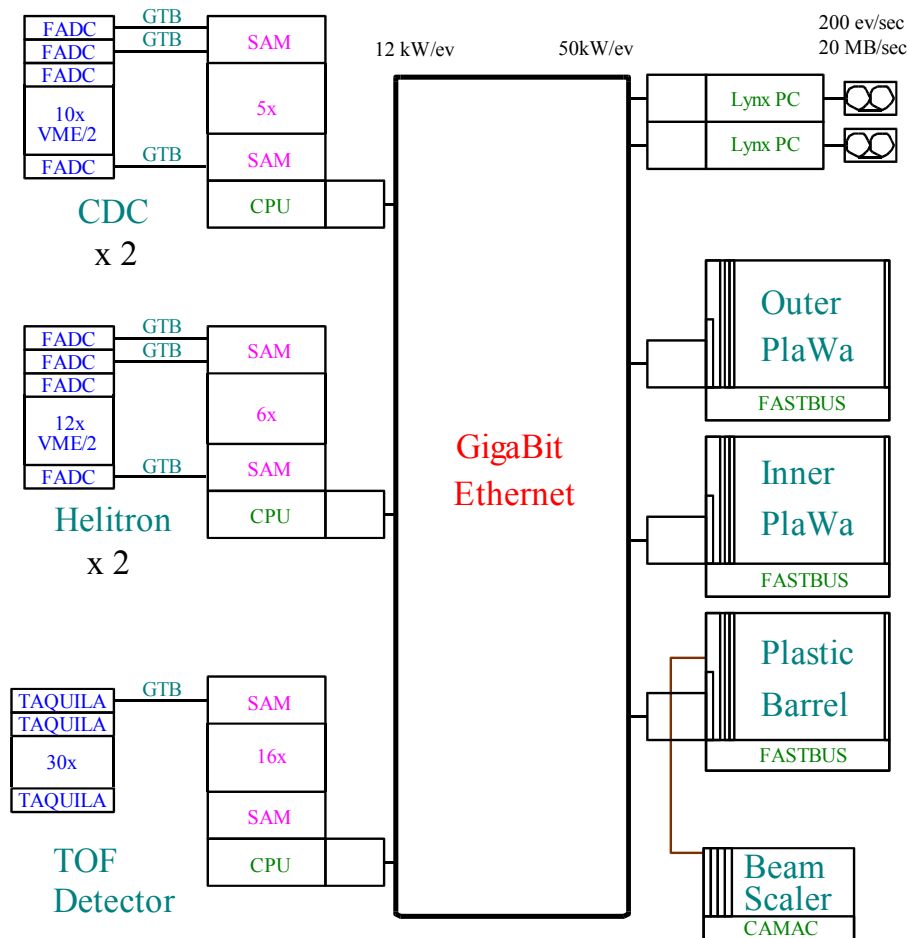 FADC
FADC
FADC
10x
VME/2
FADC
GTB
GTB
GTB
SAM
5x
SAM
CPU
CDC
x 2
FADC
FADC
FADC
12x
VME/2
FADC
GTB
GTB
GTB
SAM
6x
SAM
CPU
Helitron
x 2
TAQUILA
TAQUILA
30x
TAQUILA
GTB
SAM
16x
SAM
CPU
TOF
Detector
12 kW/ev
50kW/ev
GigaBit
Ethernet
200 ev/sec
20 MB/sec
Lynx PC
Lynx PC
Outer
PlaWa
FASTBUS
Inner
PlaWa
FASTBUS
Plastic
Barrel
FASTBUS
Beam
Scaler
CAMAC